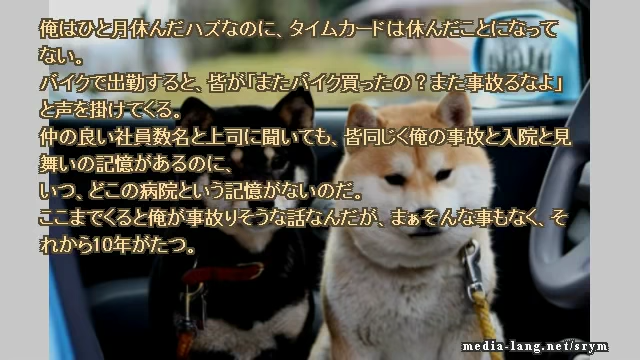 俺はひと月休んだハズなのに、タイムカードは休んだことになって
ない。
バイクで出勤すると、皆が「またバイク買ったの？また事故るなよ」
と声を掛けてくる。
仲の良い社員数名と上司に聞いても、皆同じく俺の事故と入院と見
舞いの記憶があるのに、
いつ、どこの病院という記憶がないのだ。
ここまでくると俺が事故りそうな話なんだが、まぁそんな事もなく、そ
れから10年がたつ。
media-lang.net/srym